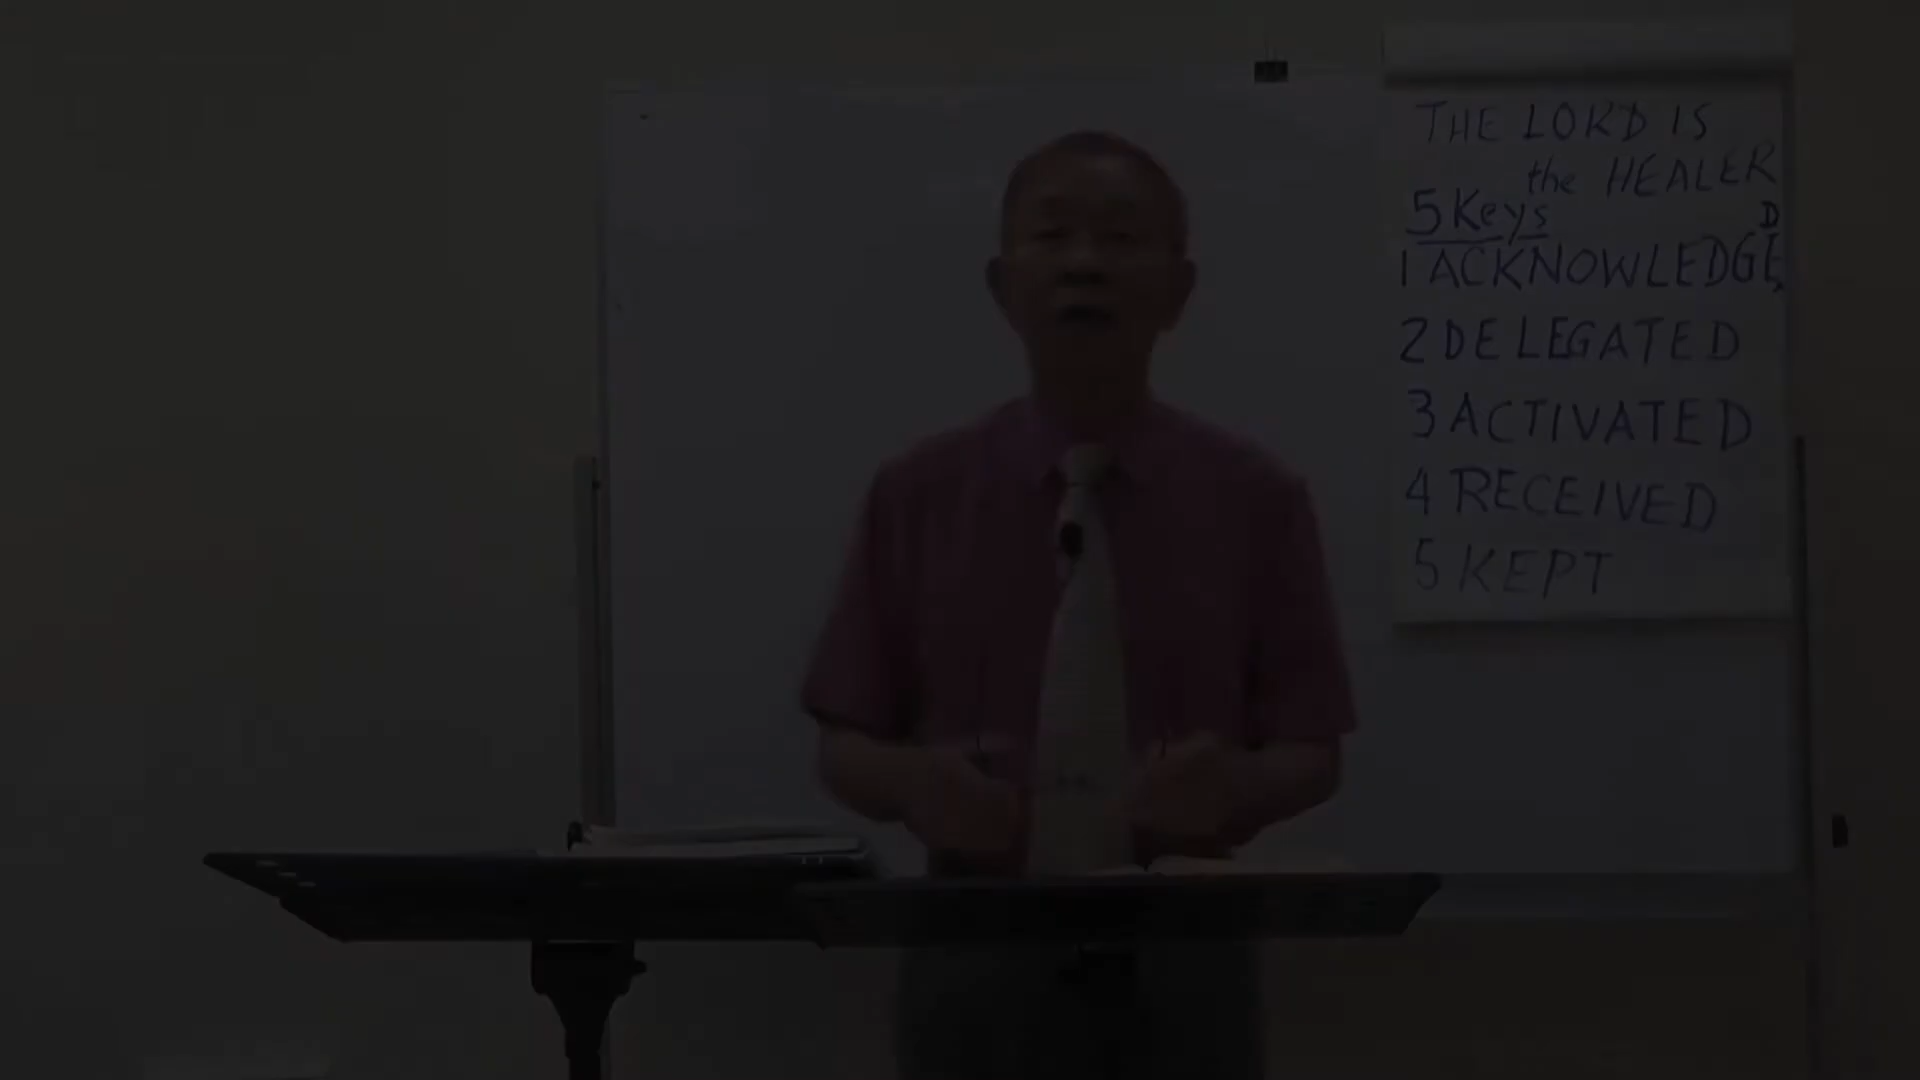 THE LORD IS
the HEALER
5 Keys
1 ACKNOWLEDGED
2 DELEGATED
3 ACTIVATED
4 RECEIVED
5 KEPT